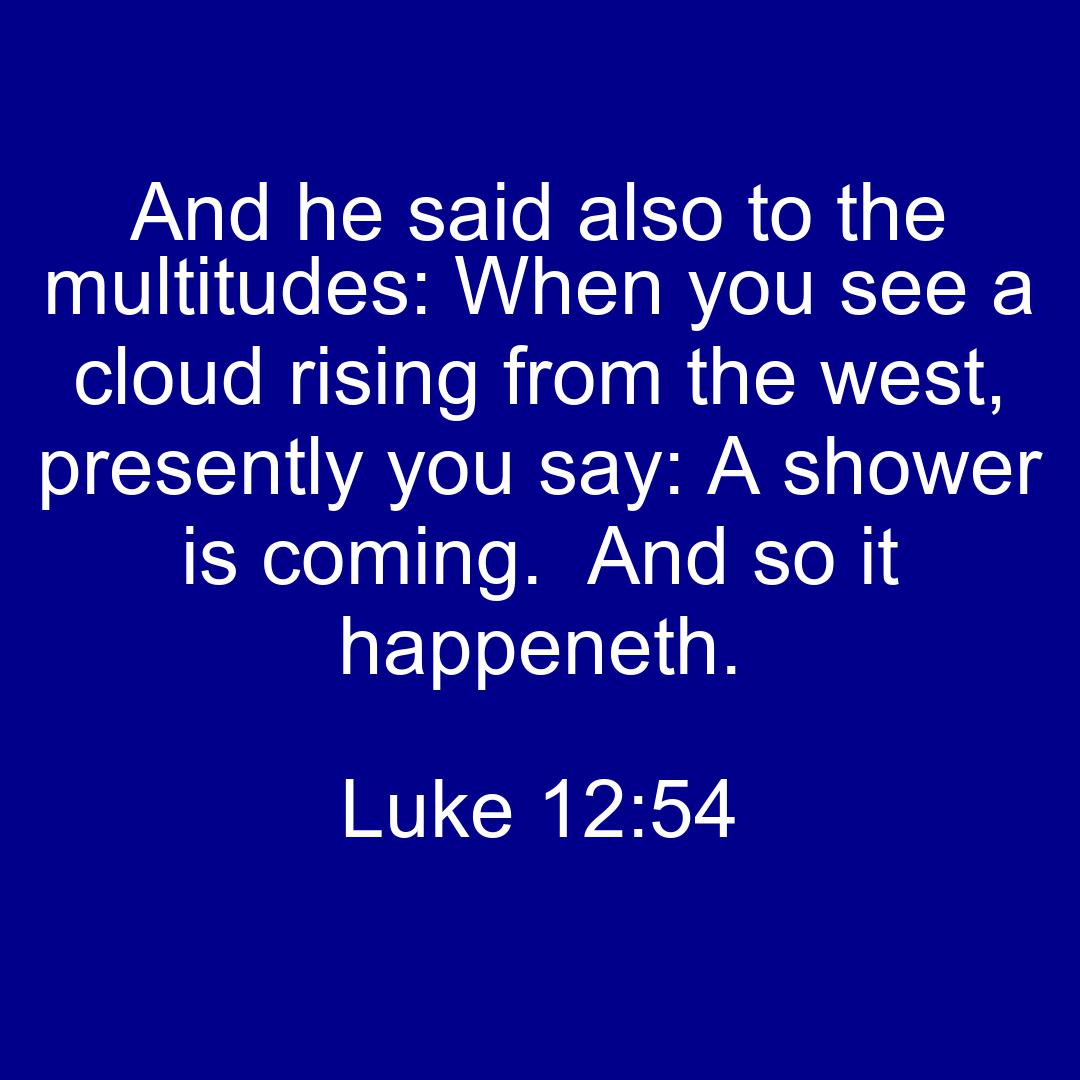 And he said also to the
multitudes: When you see a
cloud rising from the west,
presently you say: A shower
is coming.  And so it
happeneth.
Luke 12:54